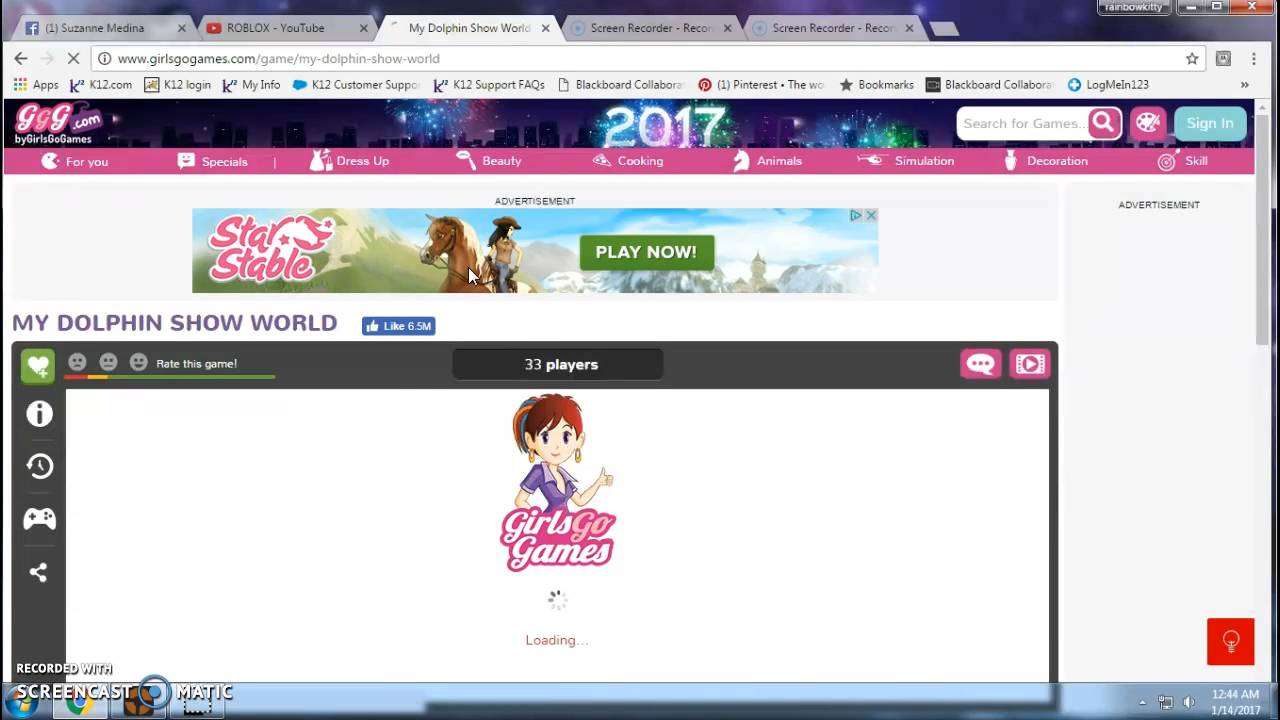 rainbowkitty
(1) Suzanne Medina
ROBLOX - YouTube
My Dolphin Show World
Screen Recorder - Recor
Screen Recorder - Recor
www.girlsgogames.com/game/my-dolphin-show-world
Apps
K12.com
K12 login
My Info
K12 Customer Suppo
K12 Support FAQs
Blackboard Collabora
(1) Pinterest • The wo
Bookmarks
Blackboard Collabora
LogMeIn123
»
GGG.com
byGirlsGoGames
2017
Search for Games...
Sign In
For you
Specials
Dress Up
Beauty
Cooking
Animals
Simulation
Decoration
Skill
ADVERTISEMENT
ADVERTISEMENT
Star Stable
PLAY NOW!
MY DOLPHIN SHOW WORLD
Like 6.5M
Rate this game!
33 players
GirlsGo
Games
Loading...
RECORDED WITH
SCREENCAST MATIC
12:44 AM
1/14/2017